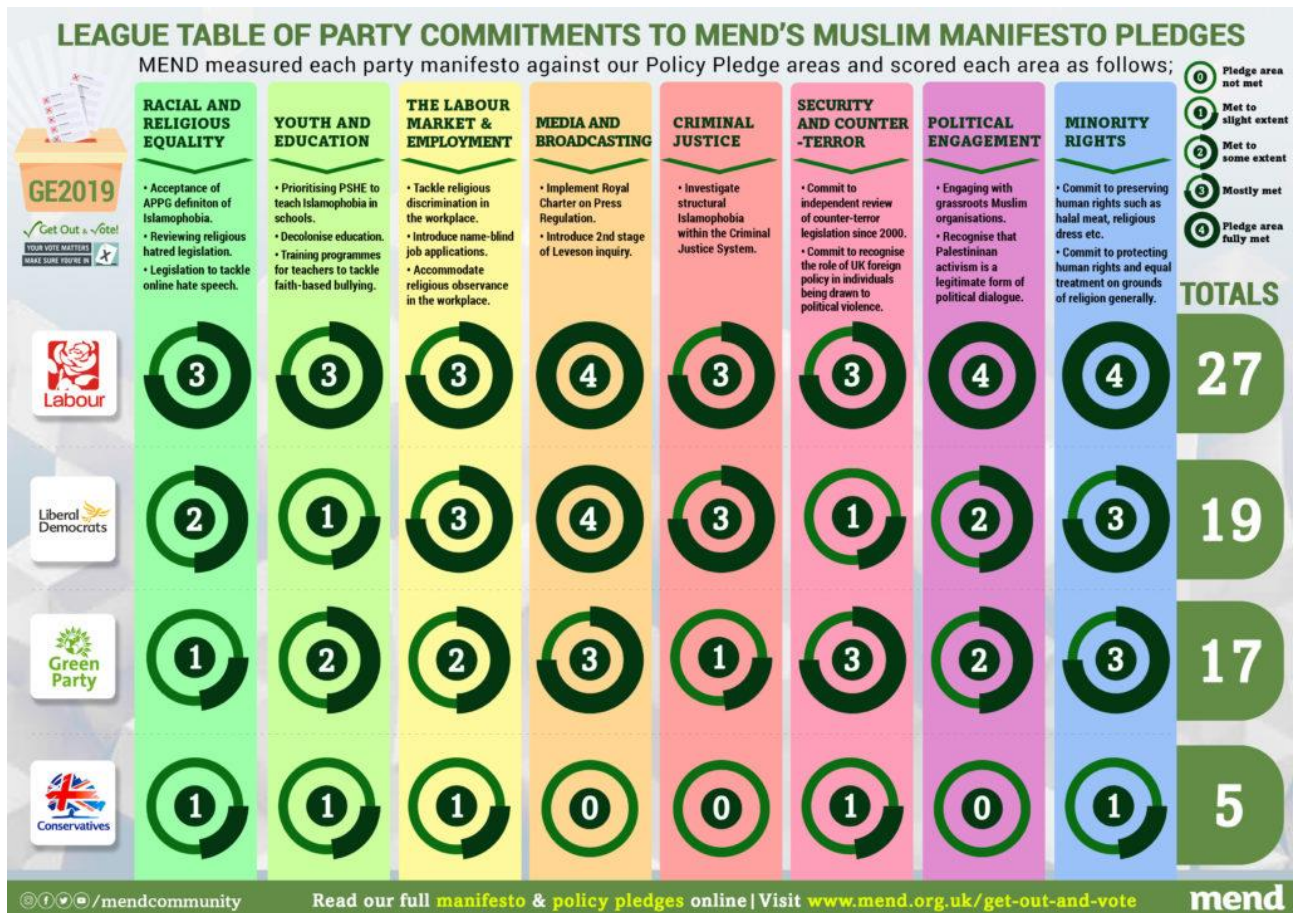 LEAGUE TABLE OF PARTY COMMITMENTS TO MEND'S MUSLIM MANIFESTO PLEDGES
MEND measured each party manifesto against our Policy Pledge areas and scored each area as follows;
0 Pledge area
not met
1 Met to
slight extent
2 Met to
some extent
3 Mostly met
4 Pledge area
fully met
GE2019
Get Out & Vote!
YOUR VOTE MATTERS
MAKE SURE YOU'RE IN
X
RACIAL AND
RELIGIOUS
EQUALITY
• Acceptance of
APPG definiton of
Islamophobia.
• Reviewing religious
hatred legislation.
• Legislation to tackle
online hate speech.
YOUTH AND
EDUCATION
• Prioritising PSHE to
teach Islamophobia in
schools.
• Decolonise education.
• Training programmes
for teachers to tackle
faith-based bullying.
THE LABOUR
MARKET &
EMPLOYMENT
• Tackle religious
discrimination in
the workplace.
• Introduce name-blind
job applications.
• Accommodate
religious observance
in the workplace.
MEDIA AND
BROADCASTING
• Implement Royal
Charter on Press
Regulation.
• Introduce 2nd stage
of Leveson inquiry.
CRIMINAL
JUSTICE
• Investigate
structural
Islamophobia
within the Criminal
Justice System.
SECURITY
AND COUNTER
-TERROR
• Commit to
independent review
of counter-terror
legislation since 2000.
• Commit to recognise
the role of UK foreign
policy in individuals
being drawn to
political violence.
POLITICAL
ENGAGEMENT
• Engaging with
grassroots Muslim
organisations.
• Recognise that
Palestininan
activism is a
legitimate form of
political dialogue.
MINORITY
RIGHTS
• Commit to preserving
human rights such as
halal meat, religious
dress etc.
• Commit to protecting
human rights and equal
treatment on grounds
of religion generally.
TOTALS
Labour
3 3 3 4 3 3 4 4 27
Liberal
Democrats
2 1 3 4 3 1 2 3 19
Green
Party
1 2 2 3 1 3 2 3 17
Conservatives
1 1 1 0 0 1 0 1 5
/mendcommunity
Read our full manifesto & policy pledges online | Visit www.mend.org.uk/get-out-and-vote
mend